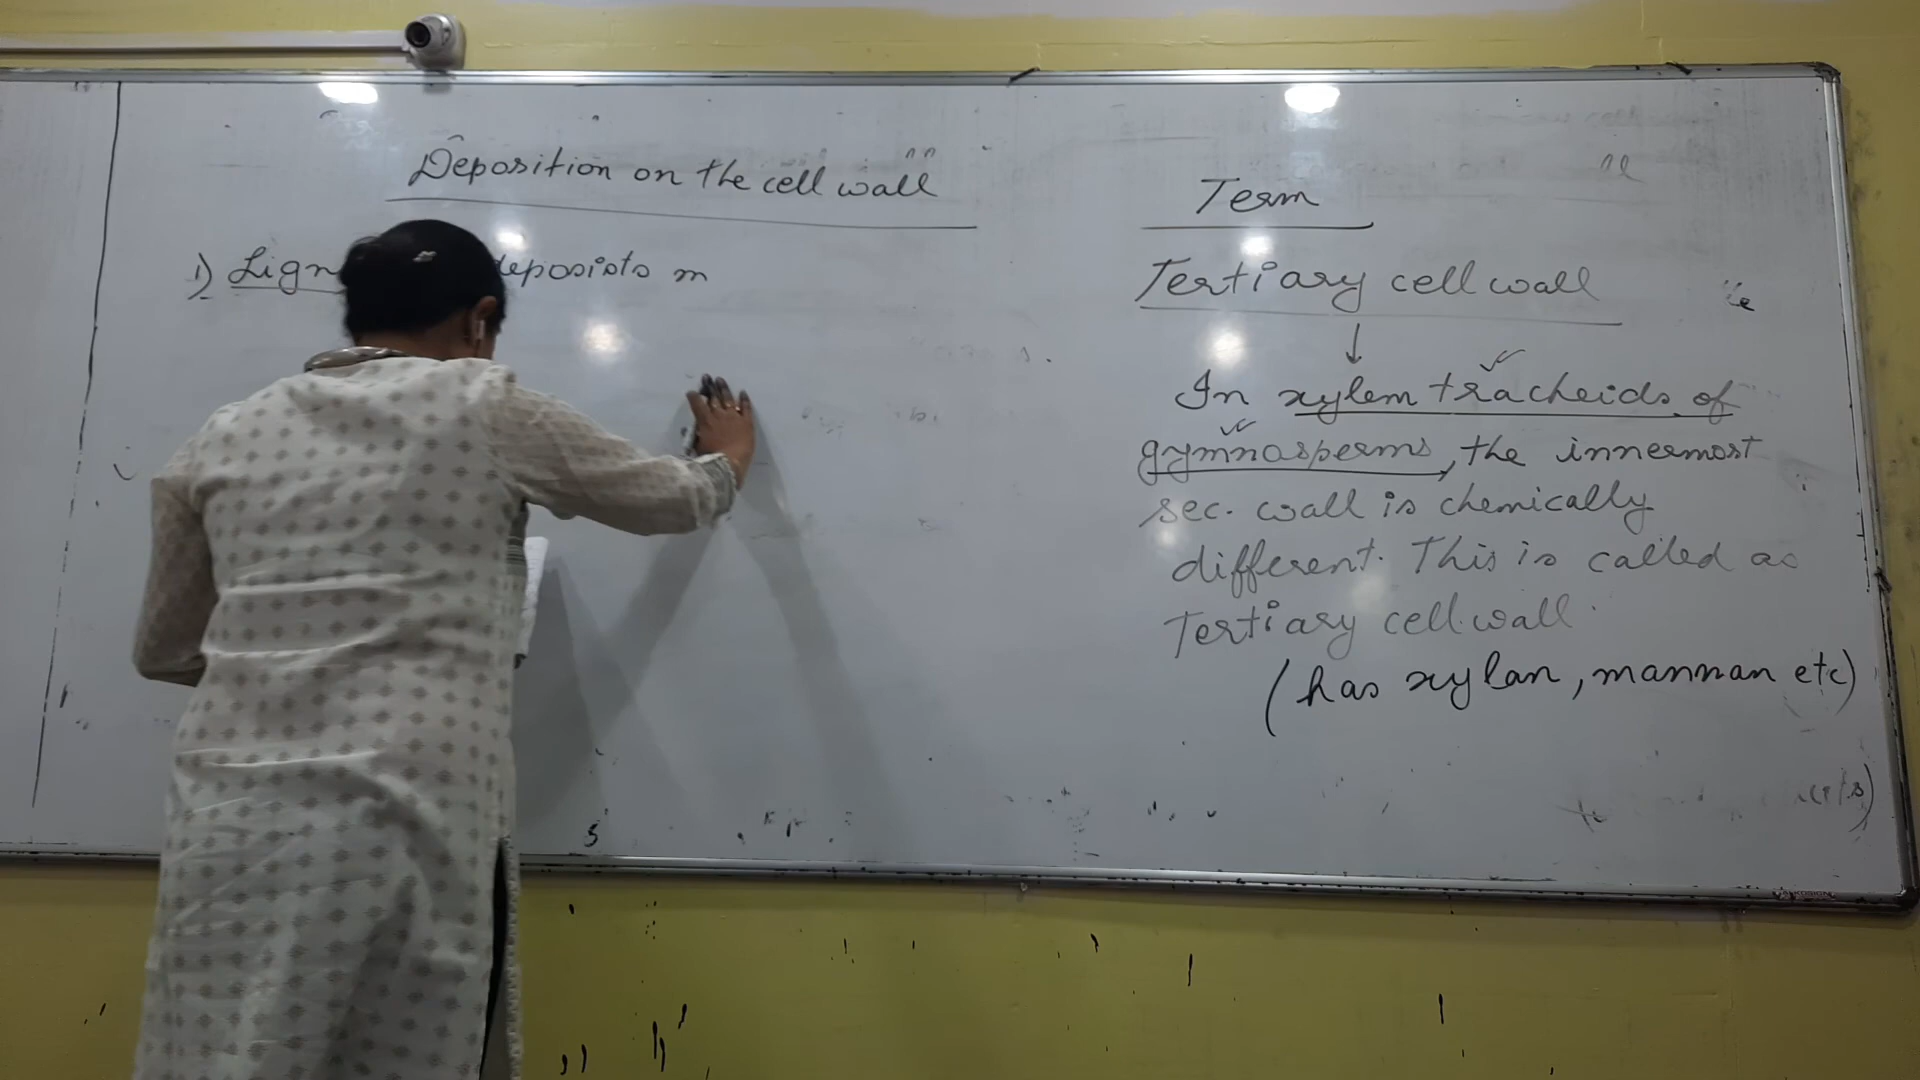 Deposition on the cell wall
1) Lign deposists m
Term
Tertiary cell wall
↓
In xylem tracheids of
gymnosperms, the innermost
sec. wall is chemically
different. This is called as
Tertiary cell wall
(has xylan, mannan etc)